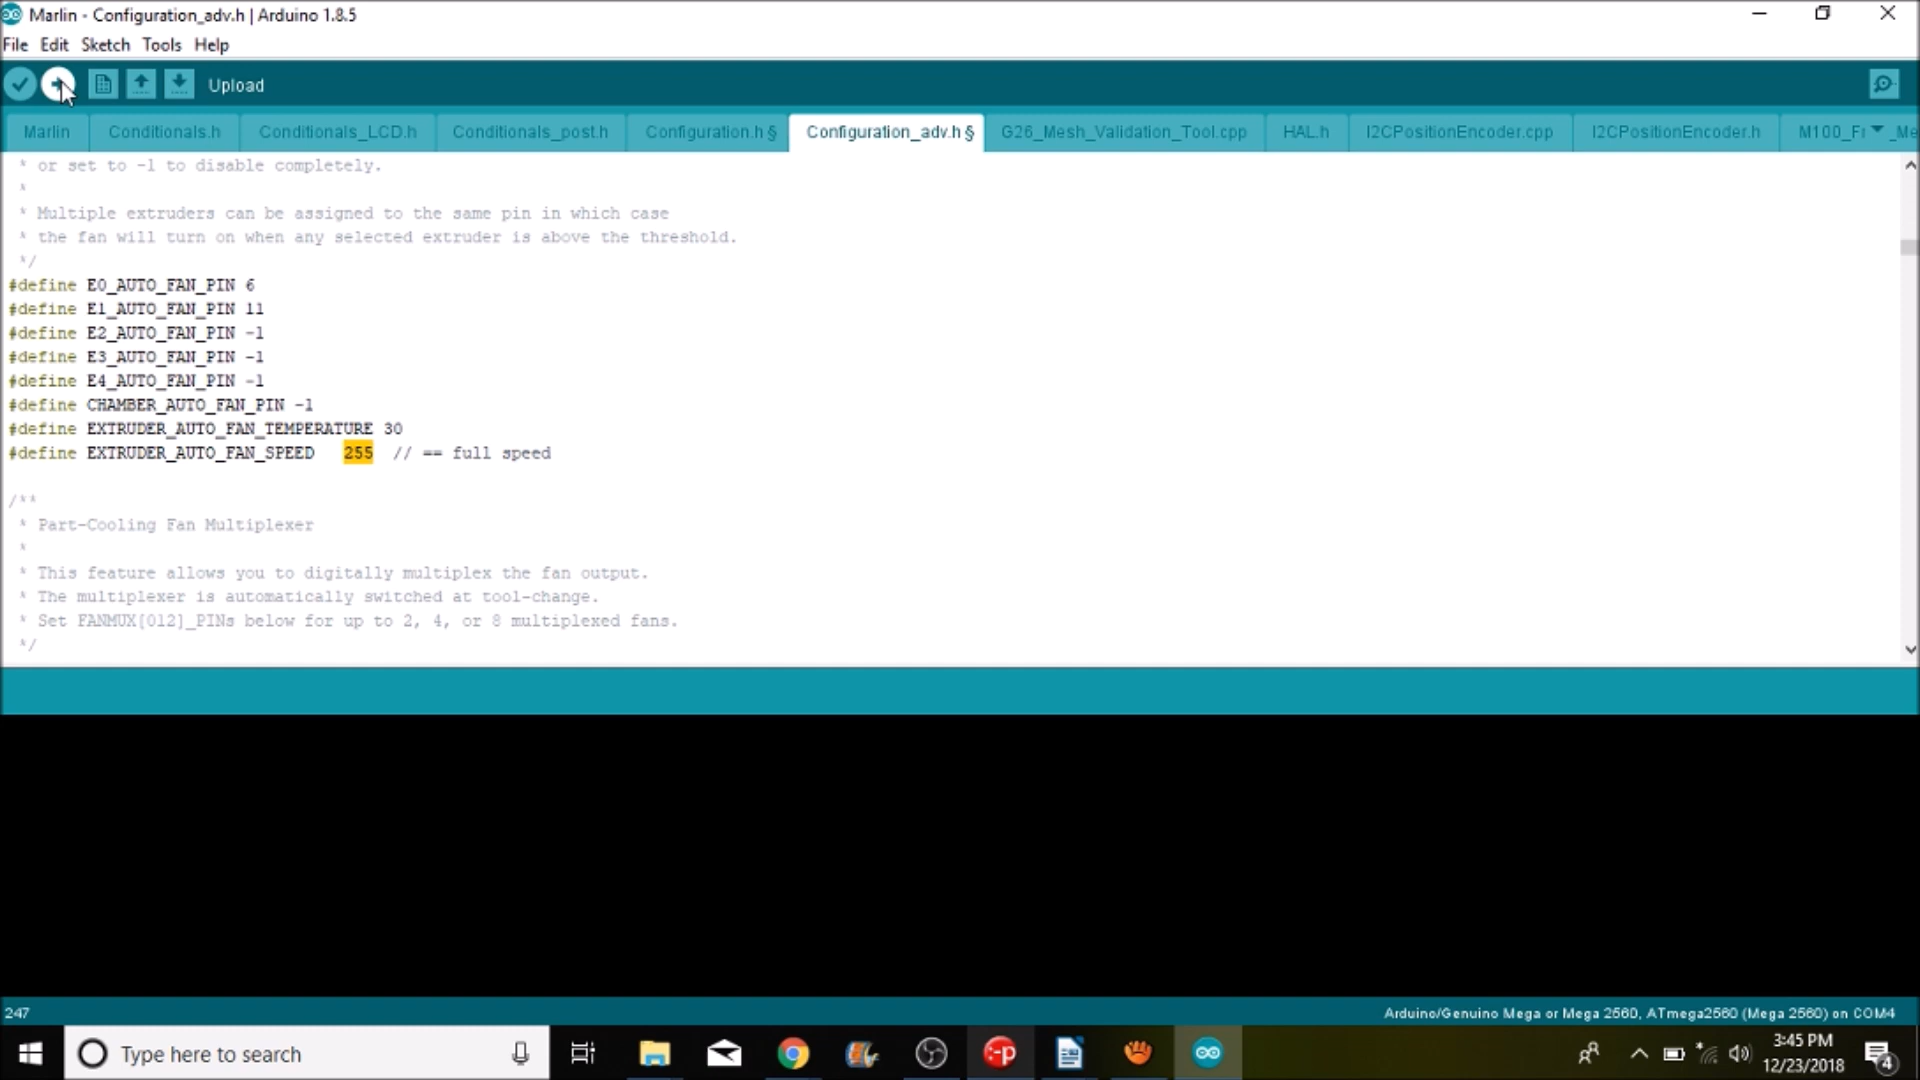 Marlin - Configuration_adv.h | Arduino 1.8.5
File Edit Sketch Tools Help
Upload
Marlin Conditionals.h Conditionals_LCD.h Conditionals_post.h Configuration.h § Configuration_adv.h § G26_Mesh_Validation_Tool.cpp HAL.h I2CPositionEncoder.cpp I2CPositionEncoder.h
* or set to -1 to disable completely.
*
* Multiple extruders can be assigned to the same pin in which case
* the fan will turn on when any selected extruder is above the threshold.
*/
#define E0_AUTO_FAN_PIN 6
#define E1_AUTO_FAN_PIN 11
#define E2_AUTO_FAN_PIN -1
#define E3_AUTO_FAN_PIN -1
#define E4_AUTO_FAN_PIN -1
#define CHAMBER_AUTO_FAN_PIN -1
#define EXTRUDER_AUTO_FAN_TEMPERATURE 30
#define EXTRUDER_AUTO_FAN_SPEED 255 // == full speed
/**
* Part-Cooling Fan Multiplexer
*
* This feature allows you to digitally multiplex the fan output.
* The multiplexer is automatically switched at tool-change.
* Set FANMUX[012]_PINs below for up to 2, 4, or 8 multiplexed fans.
*/
247
Arduino/Genuino Mega or Mega 2560, ATmega2560 (Mega 2560) on COM4
Type here to search
3:45 PM
12/23/2018
4